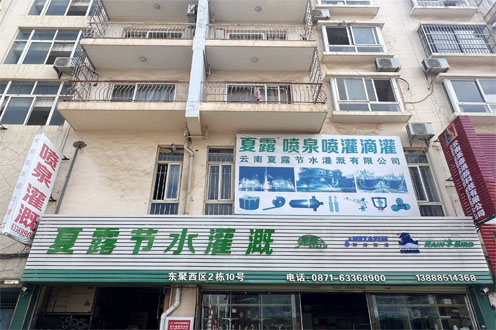 夏露 喷泉喷灌滴灌
云南夏露节水灌溉有限公司
喷泉灌溉
夏露节水灌溉
RAIN BIRD
东聚西区2栋10号
电话:0871-63368900
13888514368